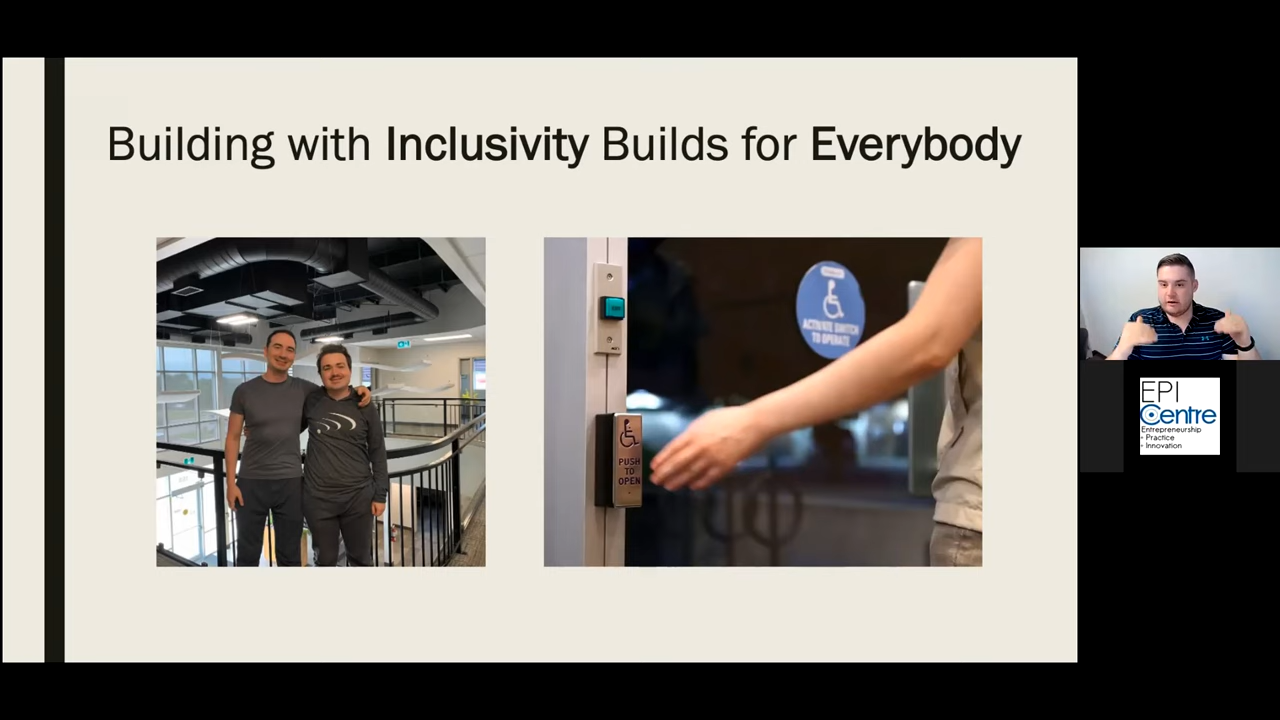 Building with Inclusivity Builds for Everybody
ACTIVATE SWITCH
TO OPERATE
PUSH
TO
OPEN
EPI
Centre
Entrepreneurship
- Practice
- Innovation